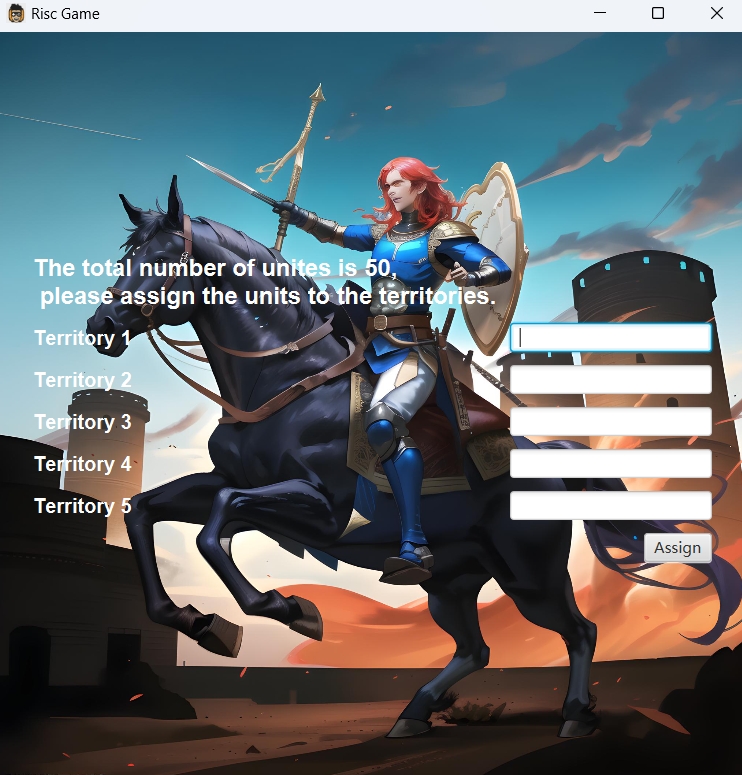 Risc Game
The total number of unites is 50,
please assign the units to the territories.
Territory 1
Territory 2
Territory 3
Territory 4
Territory 5
Assign